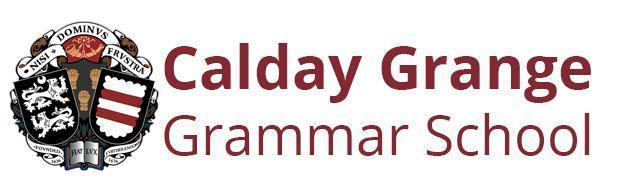 NISI DOMINVS FRVSTRA
Calday Grange
Grammar School
FIAT LVX